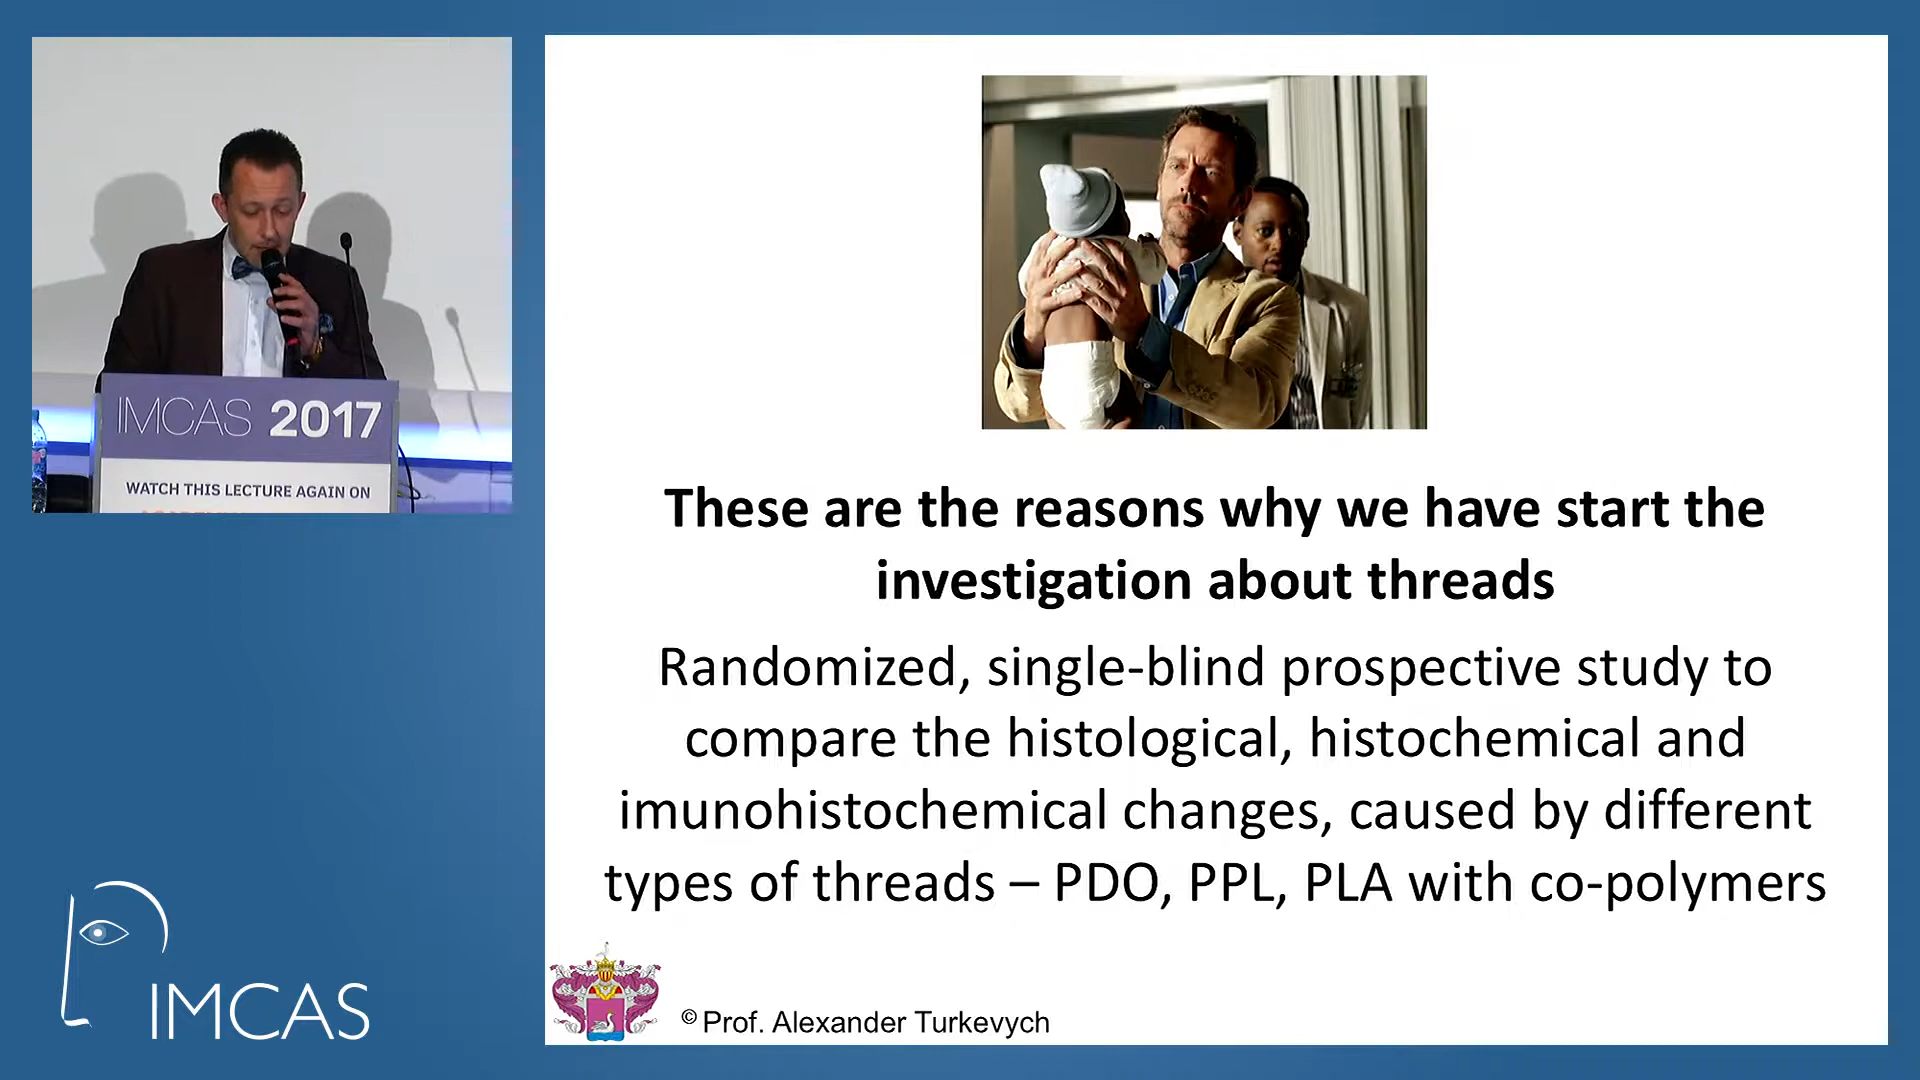 IMCAS 2017
WATCH THIS LECTURE AGAIN ON
These are the reasons why we have start the
investigation about threads
Randomized, single-blind prospective study to
compare the histological, histochemical and
imunohistochemical changes, caused by different
types of threads – PDO, PPL, PLA with co-polymers
© Prof. Alexander Turkevych
IMCAS